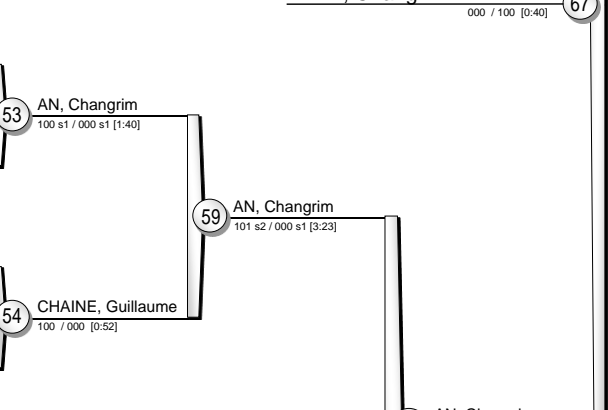 000 / 100 [0:40]
67
53
AN, Changrim
100 s1 / 000 s1 [1:40]
59
AN, Changrim
101 s2 / 000 s1 [3:23]
54
CHAINE, Guillaume
100 / 000 [0:52]